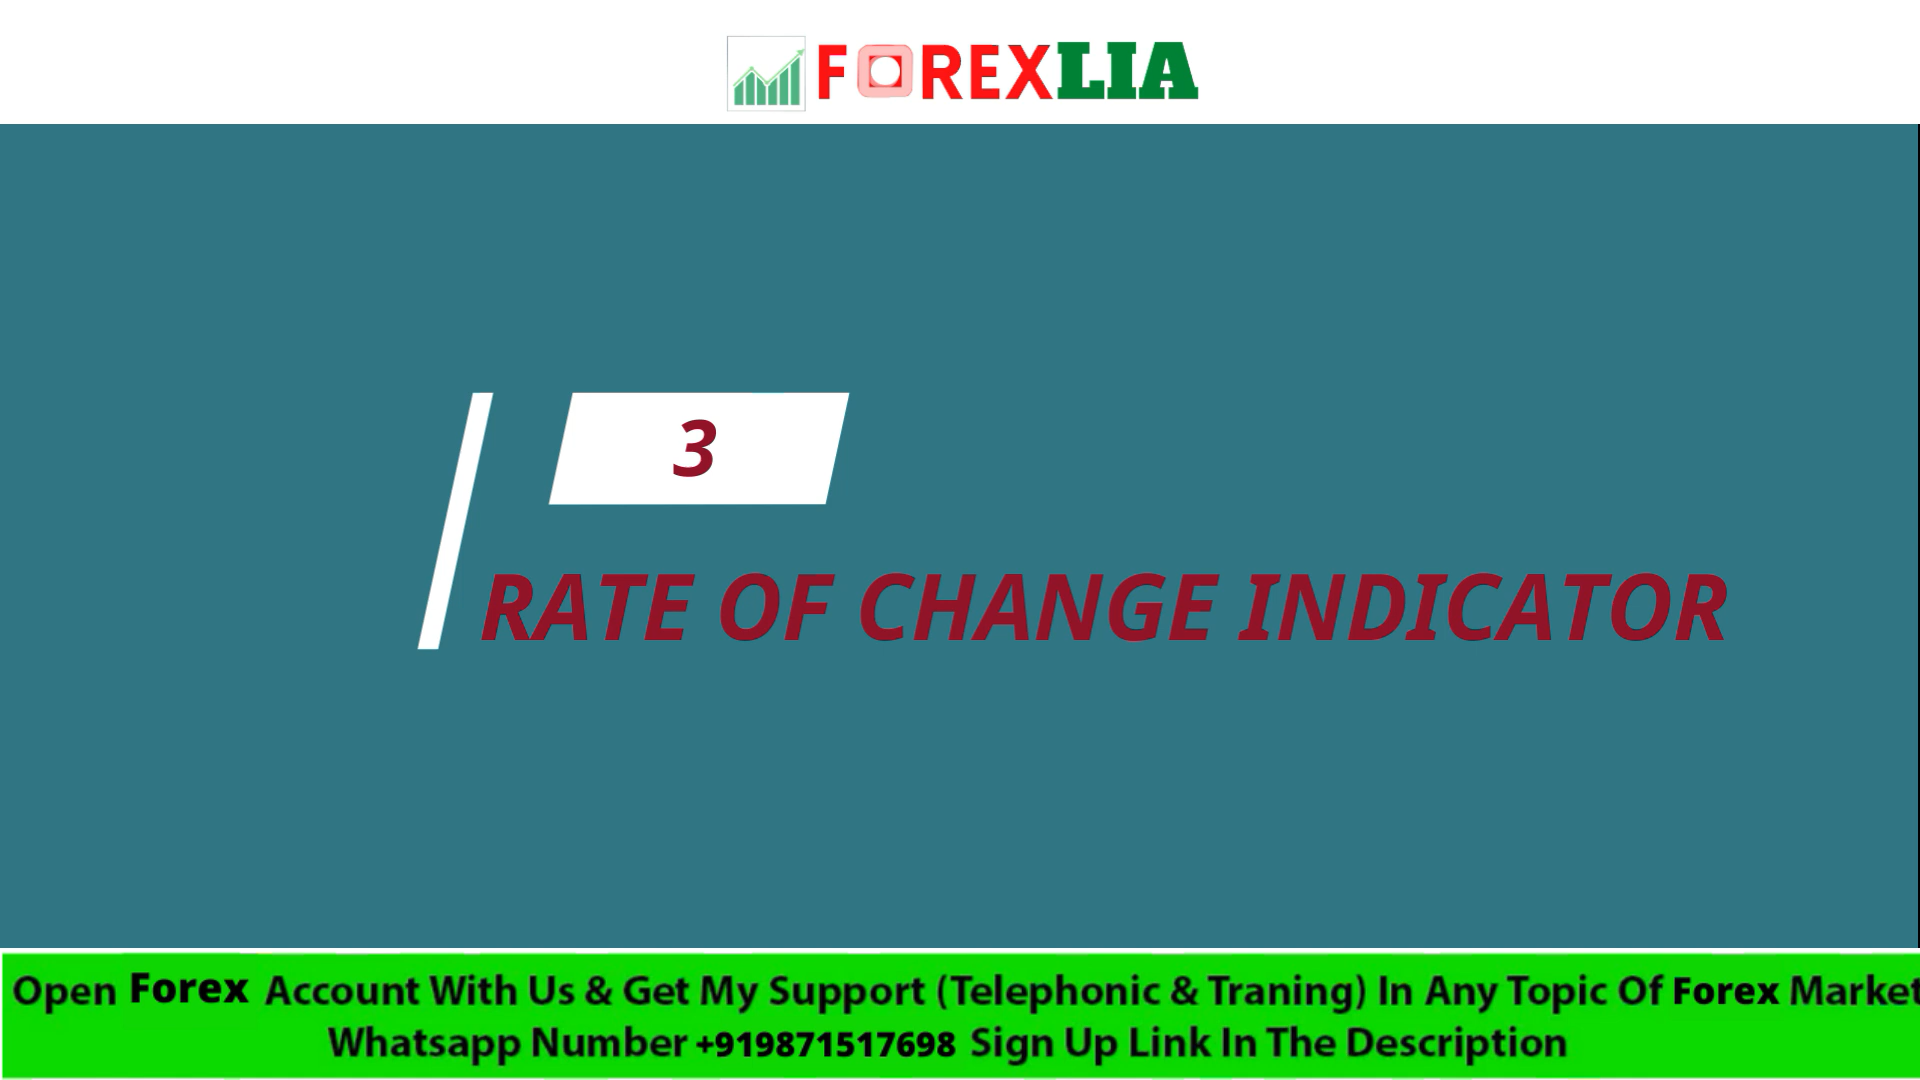 FOREXLIA
3
RATE OF CHANGE INDICATOR
Open Forex Account With Us & Get My Support (Telephonic & Traning) In Any Topic Of Forex Market
Whatsapp Number +919871517698 Sign Up Link In The Description